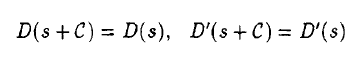 D(s + 𝒞) = D(s), D′(s + 𝒞) = D′(s)